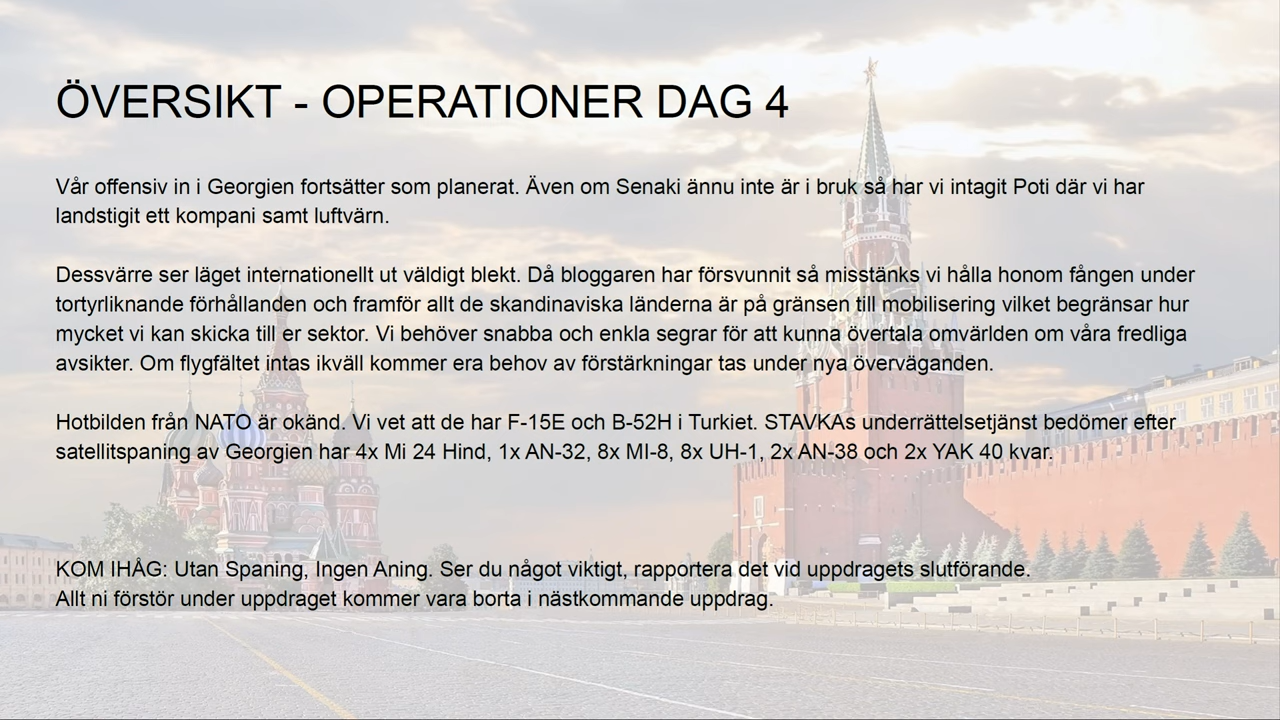 ÖVERSIKT - OPERATIONER DAG 4
Vår offensiv in i Georgien fortsätter som planerat. Även om Senaki ännu inte är i bruk så har vi intagit Poti där vi har
landstigit ett kompani samt luftvärn.
Dessvärre ser läget internationellt ut väldigt blekt. Då bloggaren har försvunnit så misstänks vi hålla honom fången under
tortyrliknande förhållanden och framför allt de skandinaviska länderna är på gränsen till mobilisering vilket begränsar hur
mycket vi kan skicka till er sektor. Vi behöver snabba och enkla segrar för att kunna övertala omvärlden om våra fredliga
avsikter. Om flygfältet intas ikväll kommer era behov av förstärkningar tas under nya överväganden.
Hotbilden från NATO är okänd. Vi vet att de har F-15E och B-52H i Turkiet. STAVKAs underrättelsetjänst bedömer efter
satellitspaning av Georgien har 4x Mi 24 Hind, 1x AN-32, 8x MI-8, 8x UH-1, 2x AN-38 och 2x YAK 40 kvar.
KOM IHÅG: Utan Spaning, Ingen Aning. Ser du något viktigt, rapportera det vid uppdragets slutförande.
Allt ni förstör under uppdraget kommer vara borta i nästkommande uppdrag.